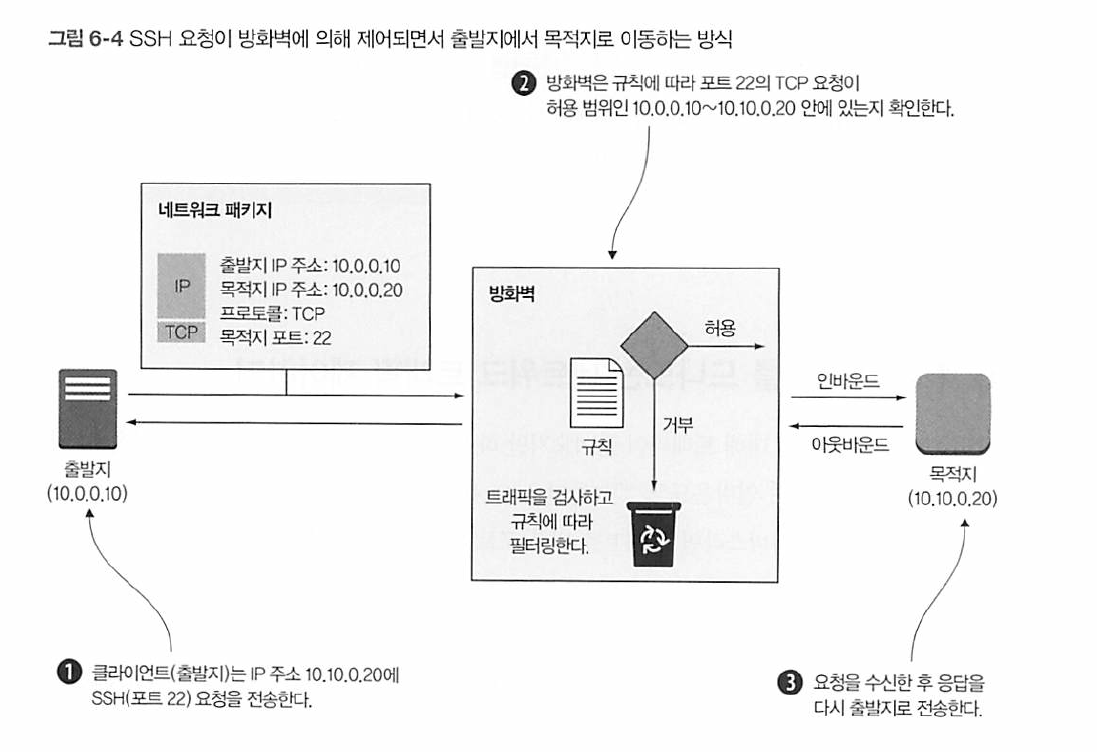 그림 6-4 SSH 요청이 방화벽에 의해 제어되면서 출발지에서 목적지로 이동하는 방식
❷ 방화벽은 규칙에 따라 포트 22의 TCP 요청이
허용 범위인 10.0.0.10~10.10.0.20 안에 있는지 확인한다.
네트워크 패키지
IP
출발지 IP 주소: 10.0.0.10
목적지 IP 주소: 10.0.0.20
프로토콜: TCP
TCP
목적지 포트: 22
방화벽
허용
규칙
거부
트래픽을 검사하고
규칙에 따라
필터링한다.
인바운드
아웃바운드
출발지
(10.0.0.10)
목적지
(10.10.0.20)
❶ 클라이언트(출발지)는 IP 주소 10.10.0.20에
SSH(포트 22) 요청을 전송한다.
❸ 요청을 수신한 후 응답을
다시 출발지로 전송한다.